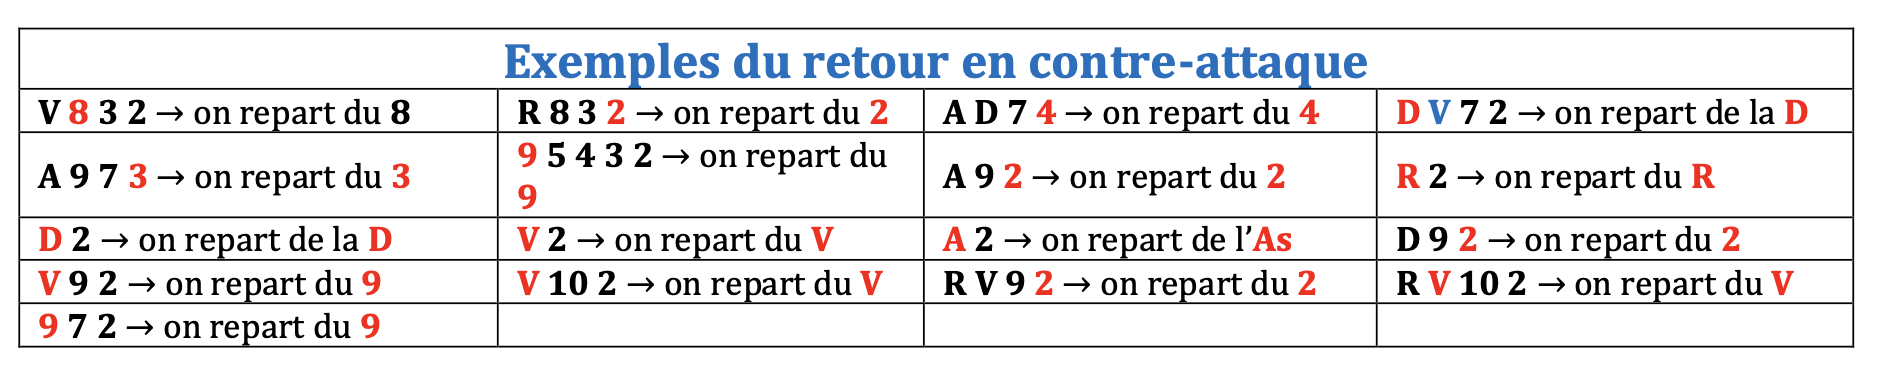 Exemples du retour en contre-attaque
V 8 3 2 → on repart du 8
R 8 3 2 → on repart du 2
A D 7 4 → on repart du 4
D V 7 2 → on repart de la D
A 9 7 3 → on repart du 3
9 5 4 3 2 → on repart du
9
A 9 2 → on repart du 2
R 2 → on repart du R
D 2 → on repart de la D
V 2 → on repart du V
A 2 → on repart de l’As
D 9 2 → on repart du 2
V 9 2 → on repart du 9
V 10 2 → on repart du V
R V 9 2 → on repart du 2
R V 10 2 → on repart du V
9 7 2 → on repart du 9